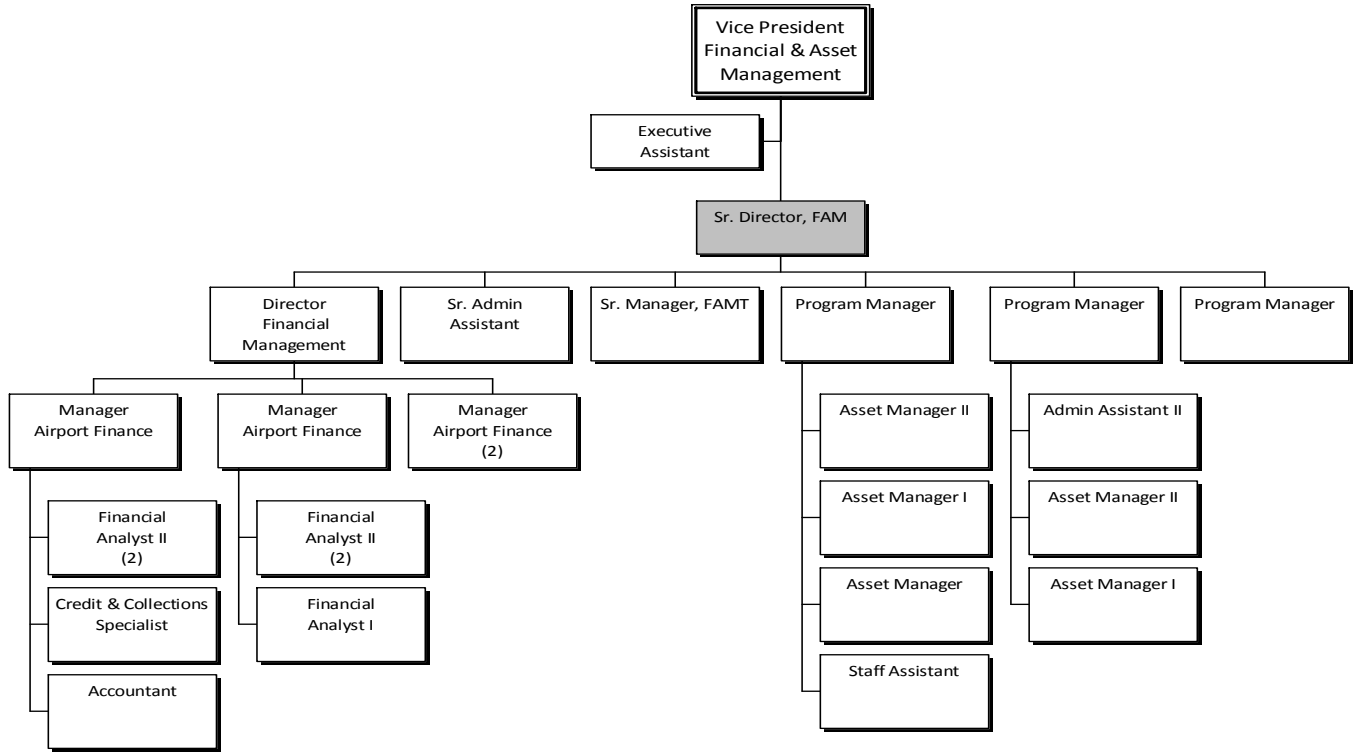 Vice President
Financial & Asset
Management
Executive
Assistant
Sr. Director, FAM
Director
Financial
Management
Sr. Admin
Assistant
Sr. Manager, FAMT
Program Manager
Program Manager
Program Manager
Manager
Airport Finance
Manager
Airport Finance
Manager
Airport Finance
(2)
Financial
Analyst II
(2)
Credit & Collections
Specialist
Accountant
Financial
Analyst II
(2)
Financial
Analyst I
Asset Manager II
Asset Manager I
Asset Manager
Staff Assistant
Admin Assistant II
Asset Manager II
Asset Manager I